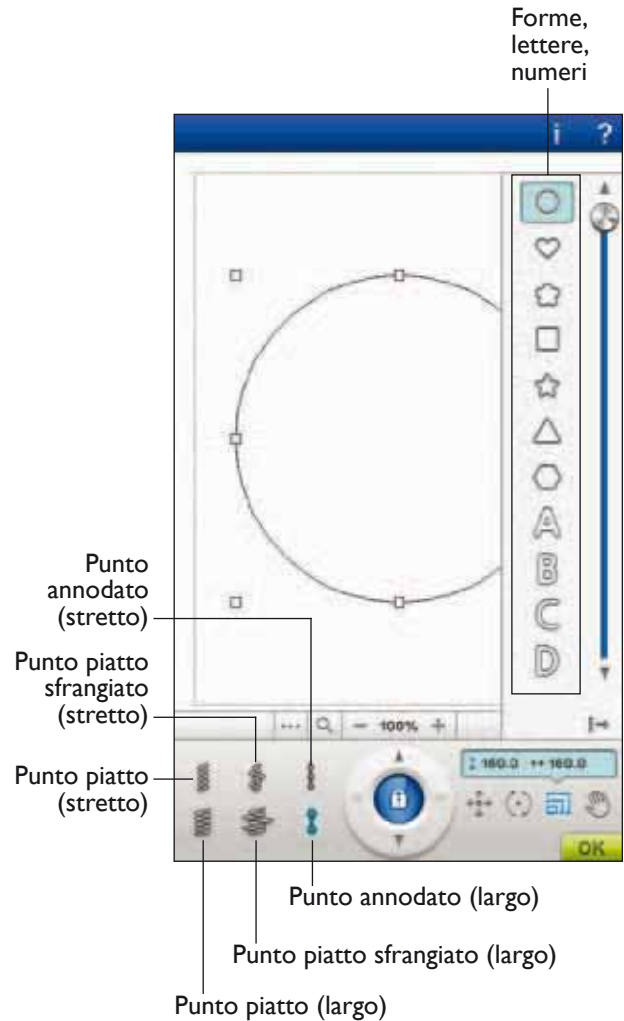 Forme,
lettere,
numeri
i ?
A
B
C
D
Punto
annodato
(stretto)
Punto piatto
sfrangiato
(stretto)
Punto piatto
(stretto)
... − 100% +
160.0 160.0
OK
Punto annodato (largo)
Punto piatto sfrangiato (largo)
Punto piatto (largo)